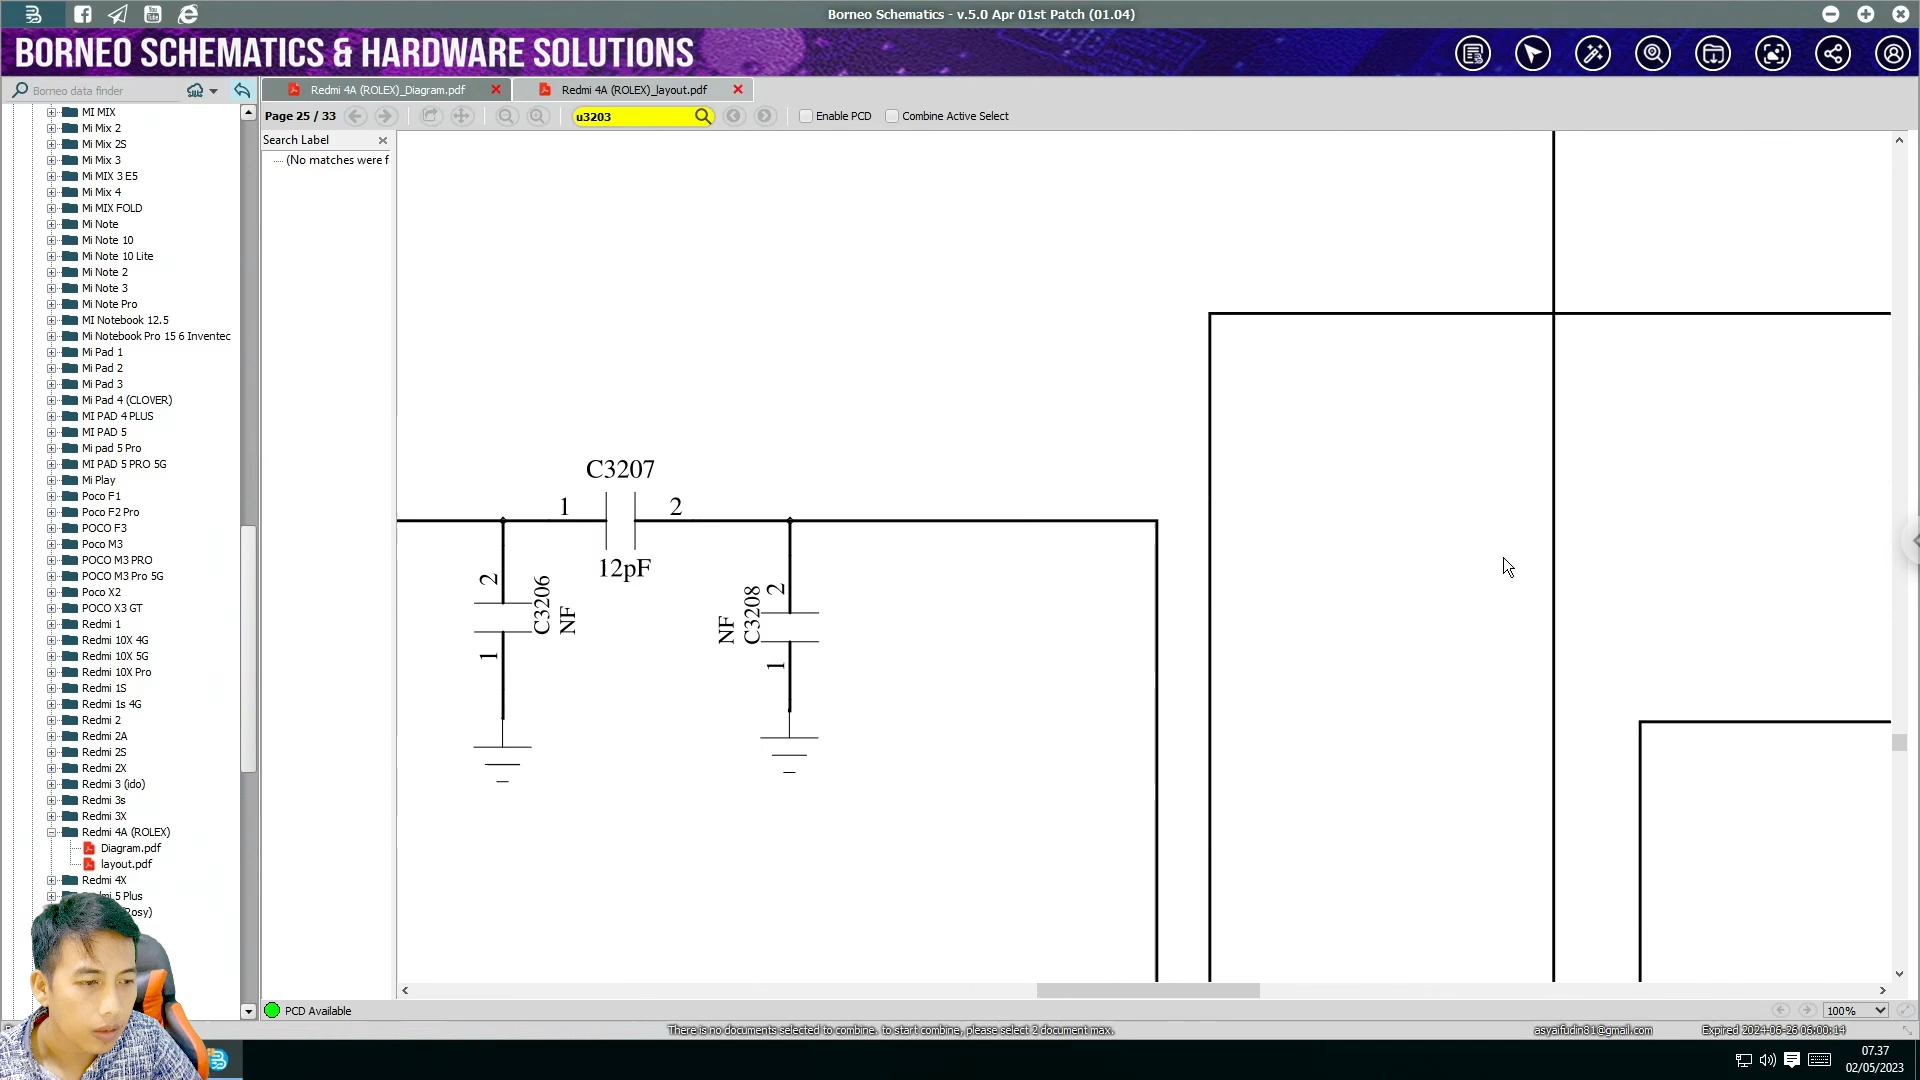 Borneo Schematics - v.5.0 Apr 01st Patch (01.04)
BORNEO SCHEMATICS & HARDWARE SOLUTIONS
Borneo data finder
Redmi 4A (ROLEX)_Diagram.pdf
Redmi 4A (ROLEX)_layout.pdf
Page 25 / 33
u3203
Enable PCD
Combine Active Select
Search Label
(No matches were f
MI MIX
Mi Mix 2
Mi Mix 2S
Mi Mix 3
Mi MIX 3 E5
Mi Mix 4
Mi MIX FOLD
Mi Note
Mi Note 10
Mi Note 10 Lite
Mi Note 2
Mi Note 3
Mi Note Pro
MI Notebook 12.5
Mi Notebook Pro 15 6 Inventec
Mi Pad 1
Mi Pad 2
Mi Pad 3
Mi Pad 4 (CLOVER)
MI PAD 4 PLUS
MI PAD 5
Mi pad 5 Pro
MI PAD 5 PRO 5G
Mi Play
Poco F1
Poco F2 Pro
POCO F3
Poco M3
POCO M3 PRO
POCO M3 Pro 5G
Poco X2
POCO X3 GT
Redmi 1
Redmi 10X 4G
Redmi 10X 5G
Redmi 10X Pro
Redmi 1S
Redmi 1s 4G
Redmi 2
Redmi 2A
Redmi 2S
Redmi 2X
Redmi 3 (ido)
Redmi 3s
Redmi 3X
Redmi 4A (ROLEX)
Diagram.pdf
layout.pdf
Redmi 4X
5 Plus
osy)
C3207
1
2
12pF
2
C3206
NF
1
2
NF
C3208
1
PCD Available
100%
There is no documents selected to combine. to start combine, please select 2 document max.
asyaifudin81@gmail.com
Expired 2024-06-26 06:00:14
07.37
02/05/2023